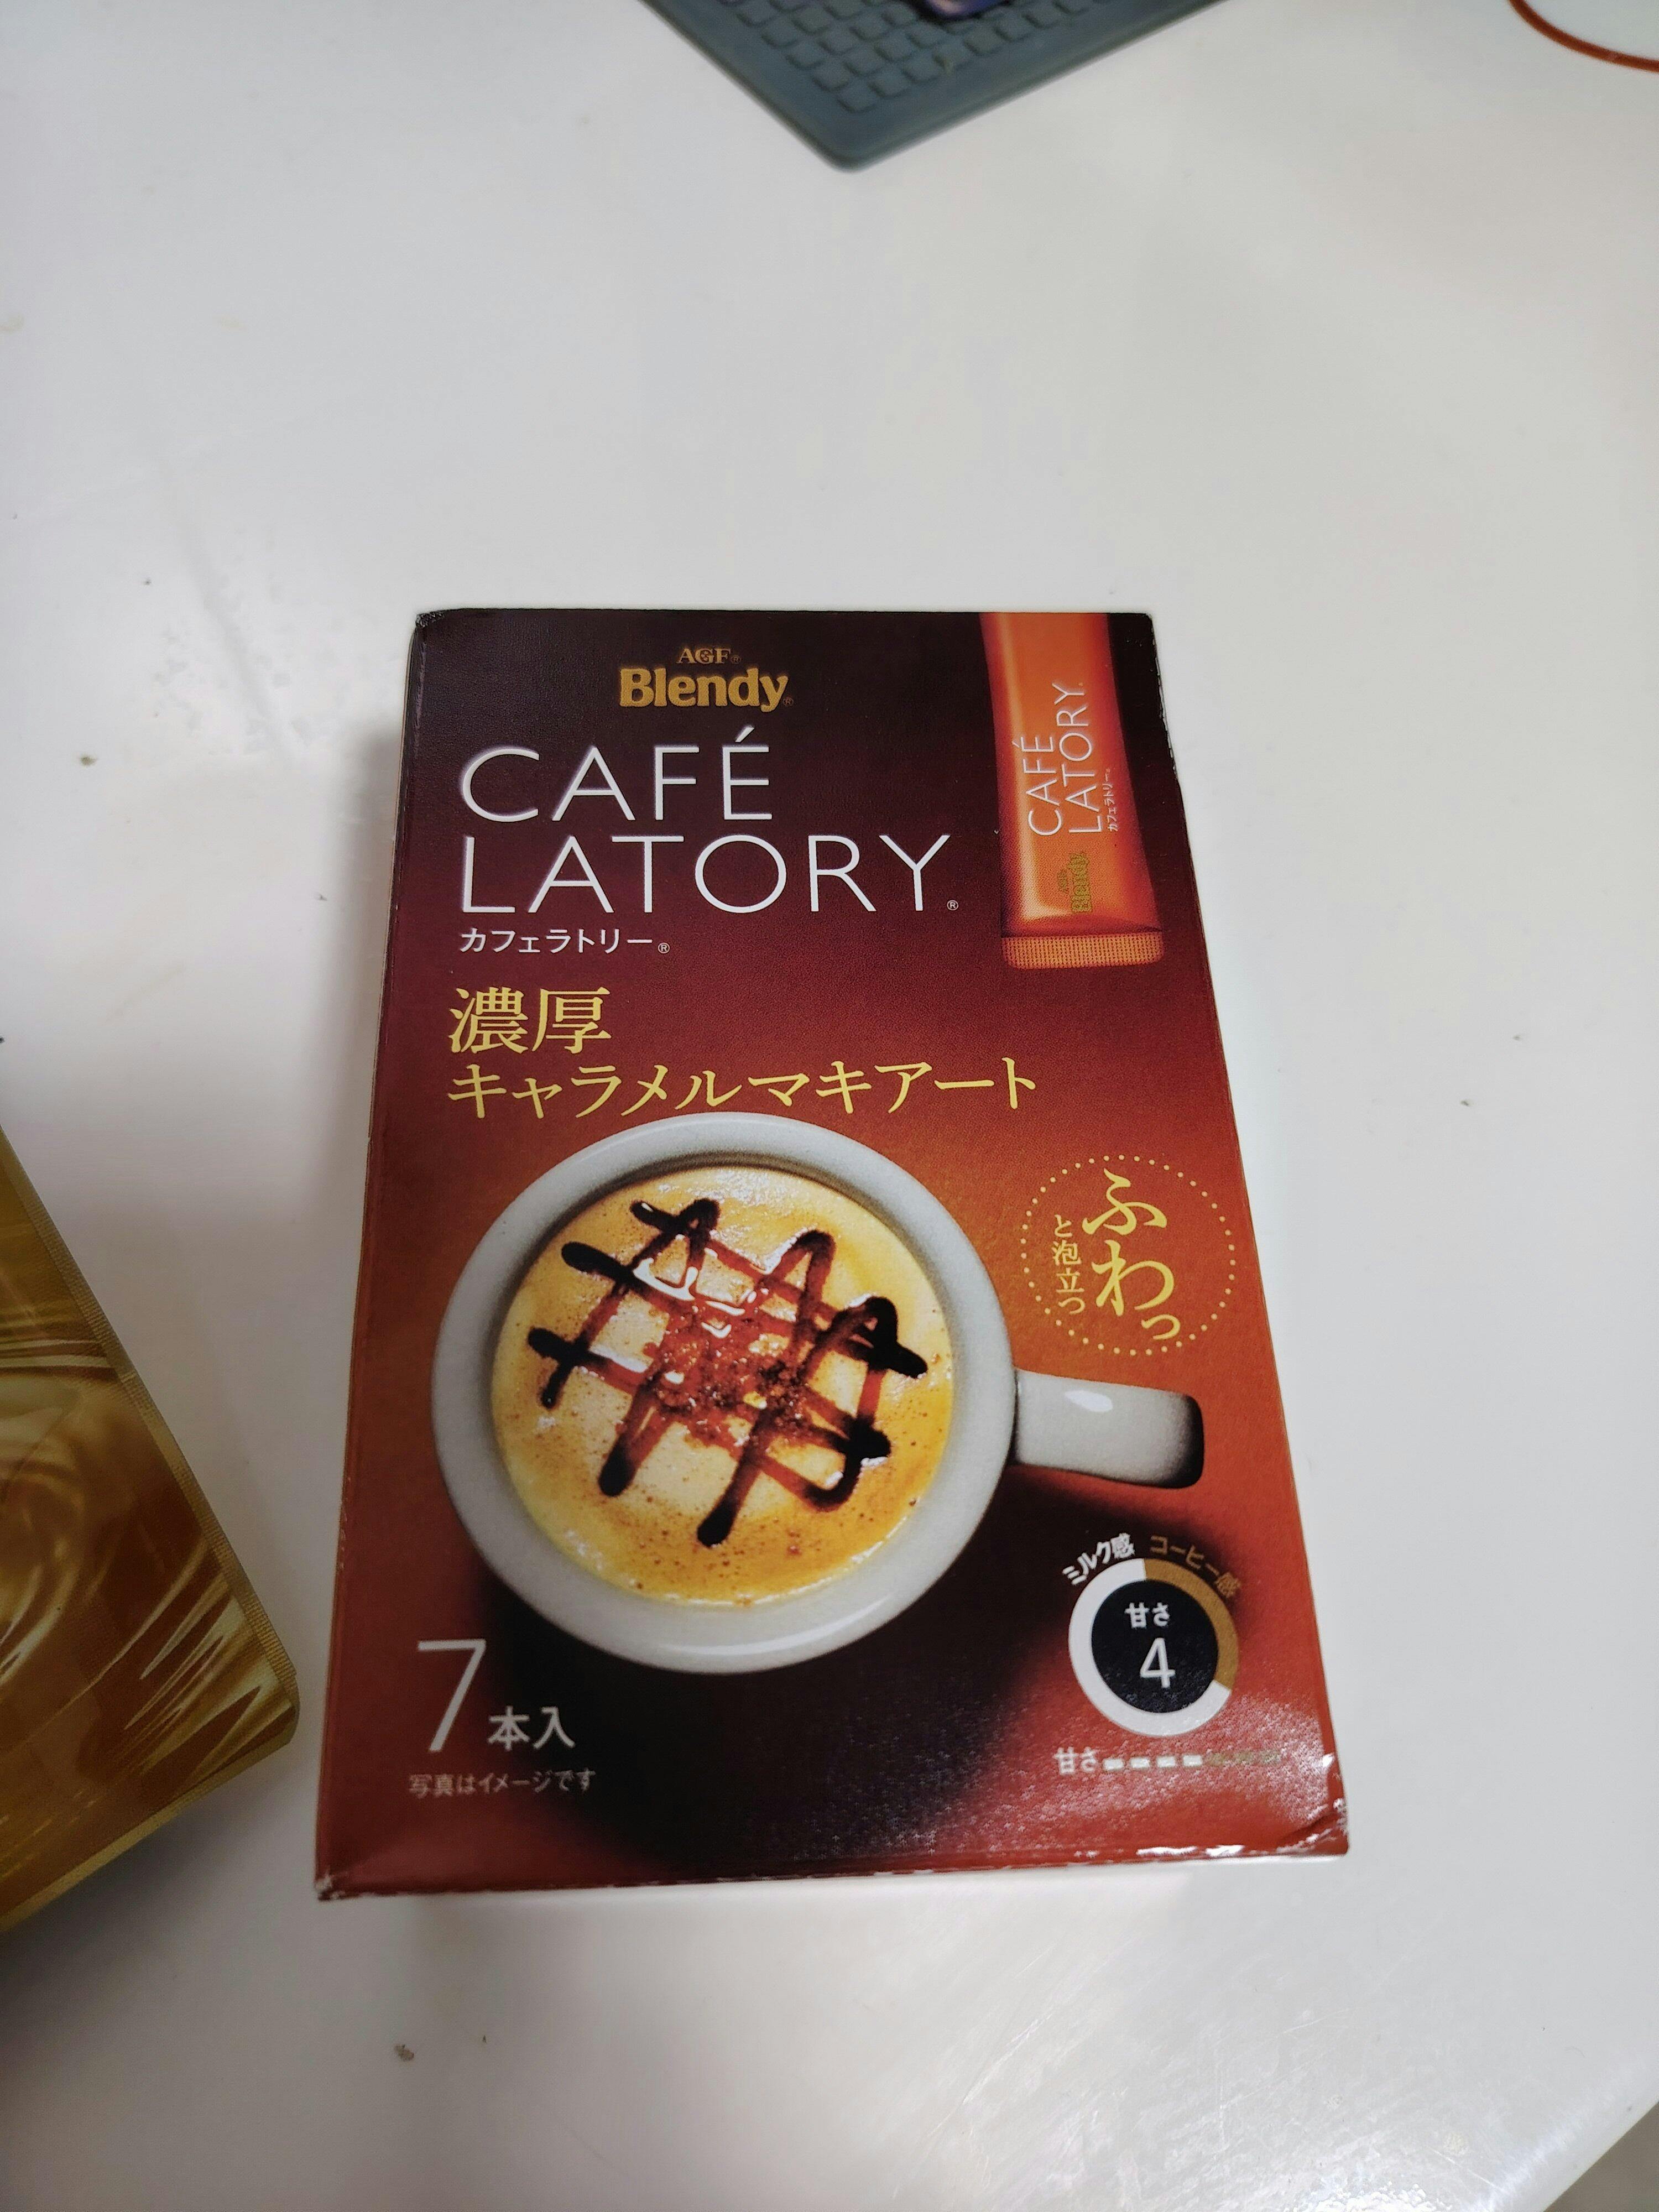 AGF®
Blendy®
CAFÉ
LATORY®
カフェラトリー®
濃厚
キャラメルマキアート
CAFÉ
LATORY
カフェラトリー
AGF
Blendy
ふわっ
と泡立つ
ミルク感 コーヒー感
甘さ
4
甘さ
7本入
写真はイメージです